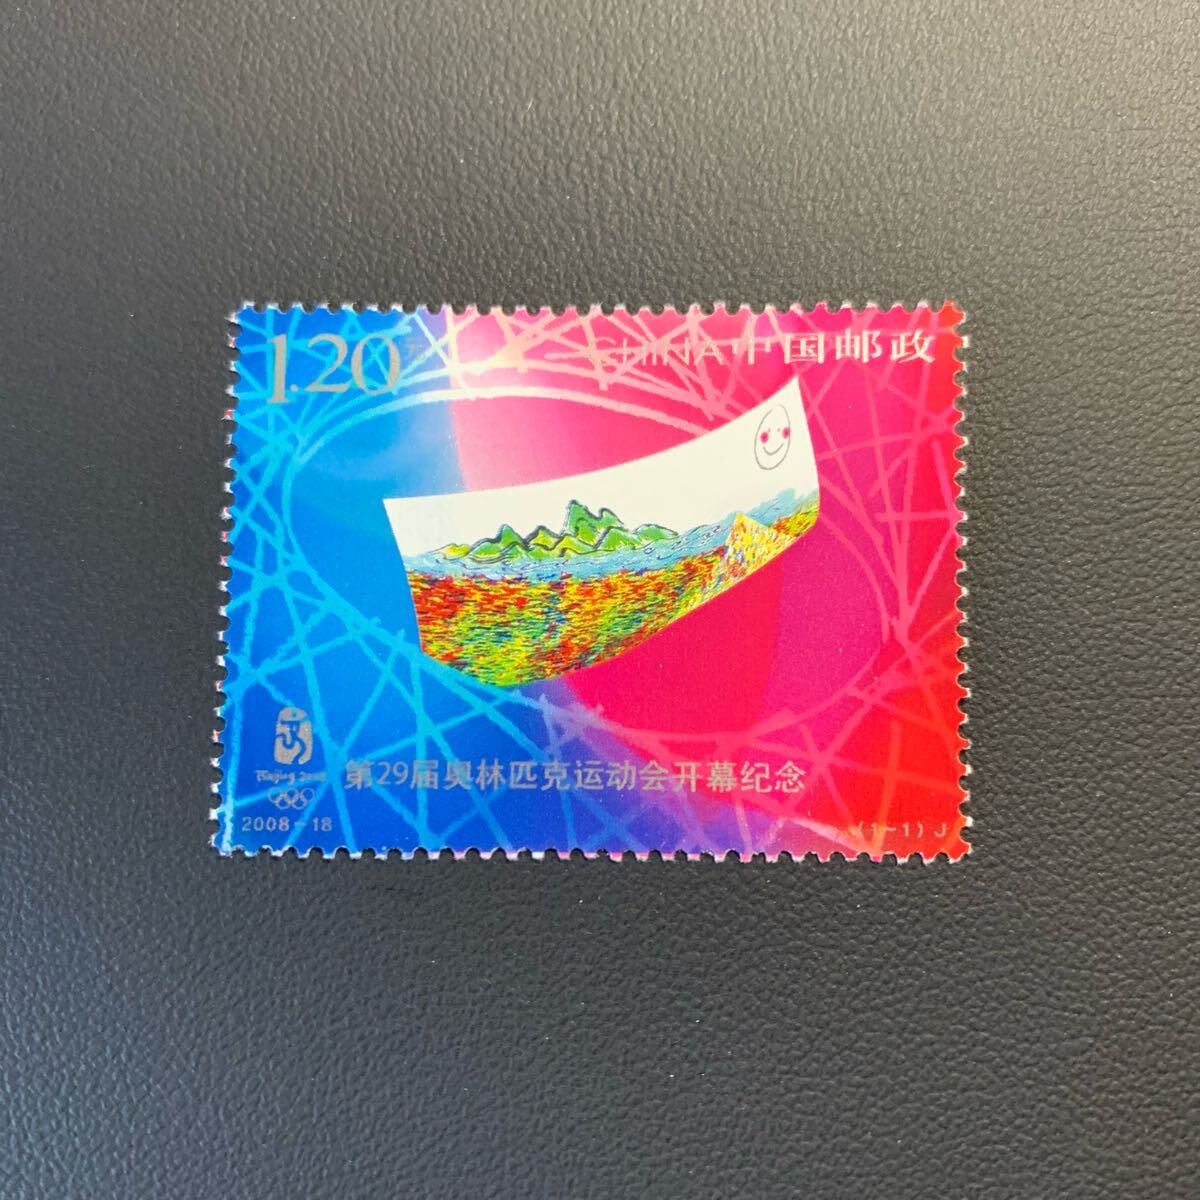 1.20元
CHINA 中国邮政
Beijing 2008
第29届奥林匹克运动会开幕纪念
2008-18
(1-1) J